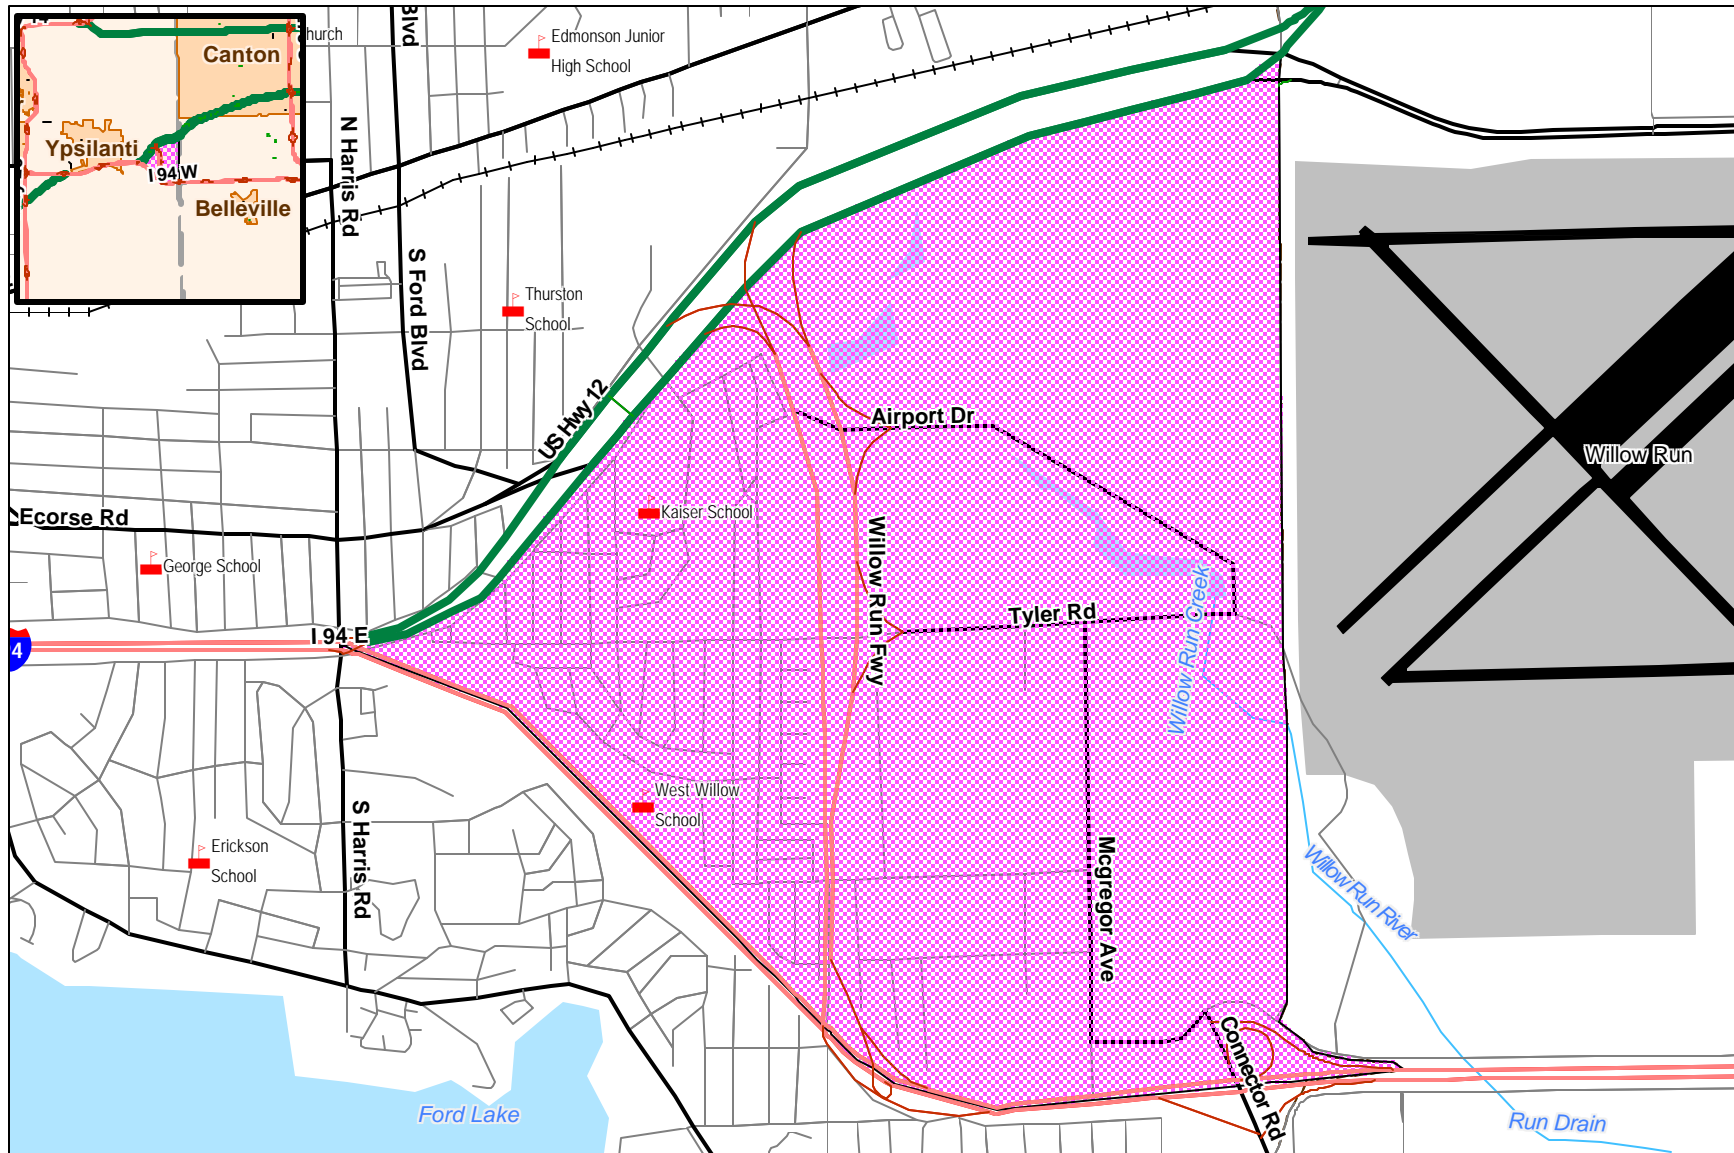 Canton
Ypsilanti
I 94 W
Belleville
hurch
Blvd
Edmonson Junior
High School
N Harris Rd
S Ford Blvd
Thurston
School
US Hwy 12
Airport Dr
Willow Run
Kaiser School
Ecorse Rd
George School
Willow Run Fwy
Tyler Rd
Willow Run Creek
I 94 E
4
West Willow
School
S Harris Rd
Erickson
School
Mcgregor Ave
Willow Run River
Connector Rd
Ford Lake
Run Drain